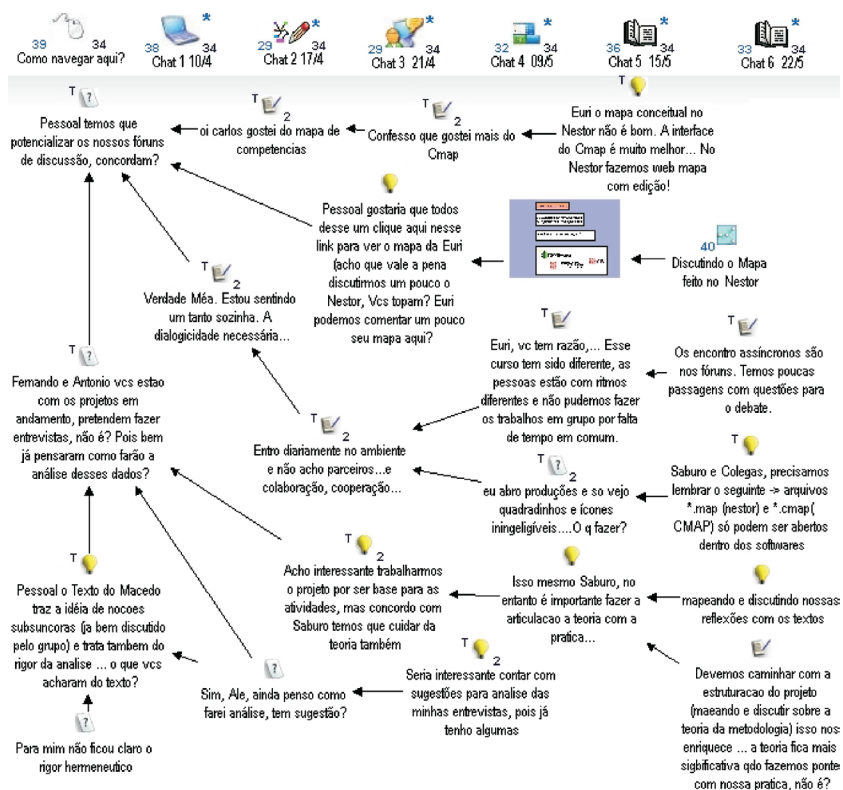 39 34
Como navegar aqui?
38 34
Chat 1 10/4
29 34
Chat 2 17/4
29 34
Chat 3 21/4
32 34
Chat 4 09/5
36 34
Chat 5 15/5
33 34
Chat 6 22/5
T ?
Pessoal temos que
potencializar os nossos fóruns
de discussão, concordam?
T 2
oi carlos gostei do mapa de
competencias
T 2
Confesso que gostei mais do
Cmap
T
Euri o mapa conceitual no
Nestor não é bom. A interface
do Cmap é muito melhor... No
Nestor fazemos web mapa
com edição!
Pessoal gostaria que todos
desse um clique aqui nesse
link para ver o mapa da Euri
(acho que vale a pena
discutirmos um pouco o
Nestor, Vcs topam? Euri
podemos comentar um pouco
seu mapa aqui?
40
Discutindo o Mapa
feito no Nestor
T 2
Verdade Méa. Estou sentindo
um tanto sozinha. A
dialogicidade necessária...
T
Euri, vc tem razão,... Esse
curso tem sido diferente, as
pessoas estão com ritmos
diferentes e não pudemos fazer
os trabalhos em grupo por falta
de tempo em comum.
T
Os encontro assíncronos são
nos fóruns. Temos poucas
passagens com questões para
o debate.
T ?
Fernando e Antonio vcs estao
com os projetos em
andamento, pretendem fazer
entrevistas, não é? Pois bem
já pensaram como farão a
análise desses dados?
T 2
Entro diariamente no ambiente
e não acho parceiros...e
colaboração, cooperação...
T ? 2
eu abro produções e so vejo
quadradinhos e ícones
iningeligíveis....O q fazer?
T
Saburo e Colegas, precisamos
lembrar o seguinte -> arquivos
*.map (nestor) e *.cmap(
CMAP) só podem ser abertos
dentro dos softwares
T
Pessoal o Texto do Macedo
traz a idéia de nocoes
subsuncoras (ja bem discutido
pelo grupo) e trata tambem do
rigor da analise ... o que vcs
acharam do texto?
T 2
Acho interessante trabalharmos
o projeto por ser base para as
atividades, mas concordo com
Saburo temos que cuidar da
teoria também
T
Isso mesmo Saburo, no
entanto é importante fazer a
articulacao a teoria com a
pratica...
mapeando e discutindo nossas
reflexões com os textos
?
Sim, Ale, ainda penso como
farei análise, tem sugestão?
T 2
Seria interessante contar com
sugestões para analise das
minhas entrevistas, pois já
tenho algumas
Devemos caminhar com a
estruturacao do projeto
(maeando e discutir sobre a
teoria da metodologia) isso nos
enriquece ... a teoria fica mais
sigbificativa qdo fazemos ponte
com nossa pratica, não é?
?
Para mim não ficou claro o
rigor hermeneutico